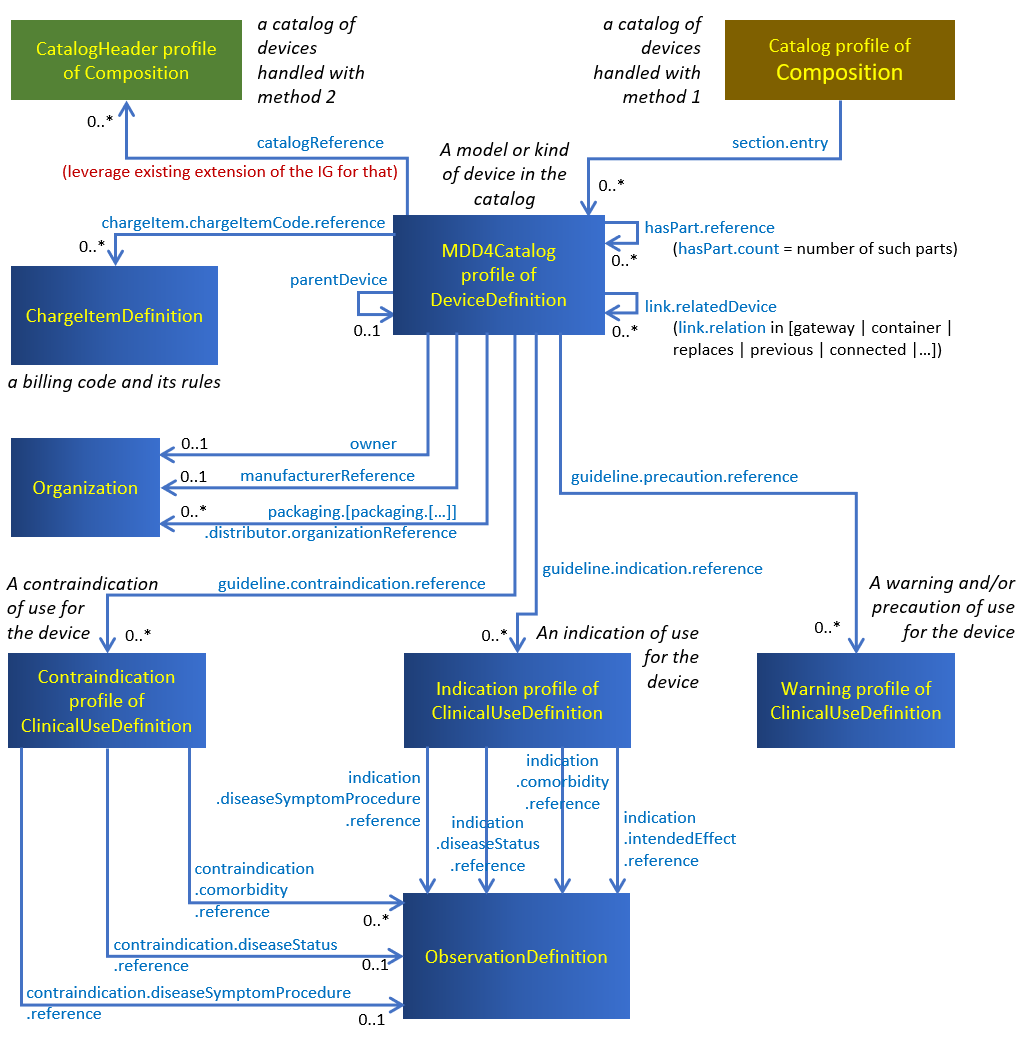 CatalogHeader profile
of Composition
a catalog of
devices
handled with
method 2
a catalog of
devices
handled with
method 1
Catalog profile of
Composition
0..*
catalogReference
(leverage existing extension of the IG for that)
A model or kind
of device in the
catalog
section.entry
0..*
chargeItem.chargeItemCode.reference
0..*
MDD4Catalog
profile of
DeviceDefinition
hasPart.reference
(hasPart.count = number of such parts)
0..*
parentDevice
0..1
link.relatedDevice
(link.relation in [gateway | container |
replaces | previous | connected |…])
0..*
ChargeItemDefinition
a billing code and its rules
Organization
0..1
owner
0..1
manufacturerReference
0..*
packaging.[packaging.[…]]
.distributor.organizationReference
guideline.precaution.reference
guideline.contraindication.reference
guideline.indication.reference
A contraindication
of use for
the device
0..*
0..*
An indication of use
for the
device
0..*
A warning and/or
precaution of use
for the device
Contraindication
profile of
ClinicalUseDefinition
Indication profile of
ClinicalUseDefinition
Warning profile of
ClinicalUseDefinition
indication
.diseaseSymptomProcedure
.reference
indication
.diseaseStatus
.reference
indication
.comorbidity
.reference
indication
.intendedEffect
.reference
contraindication
.comorbidity
.reference
0..*
contraindication.diseaseStatus
.reference
0..1
contraindication.diseaseSymptomProcedure
.reference
0..1
ObservationDefinition